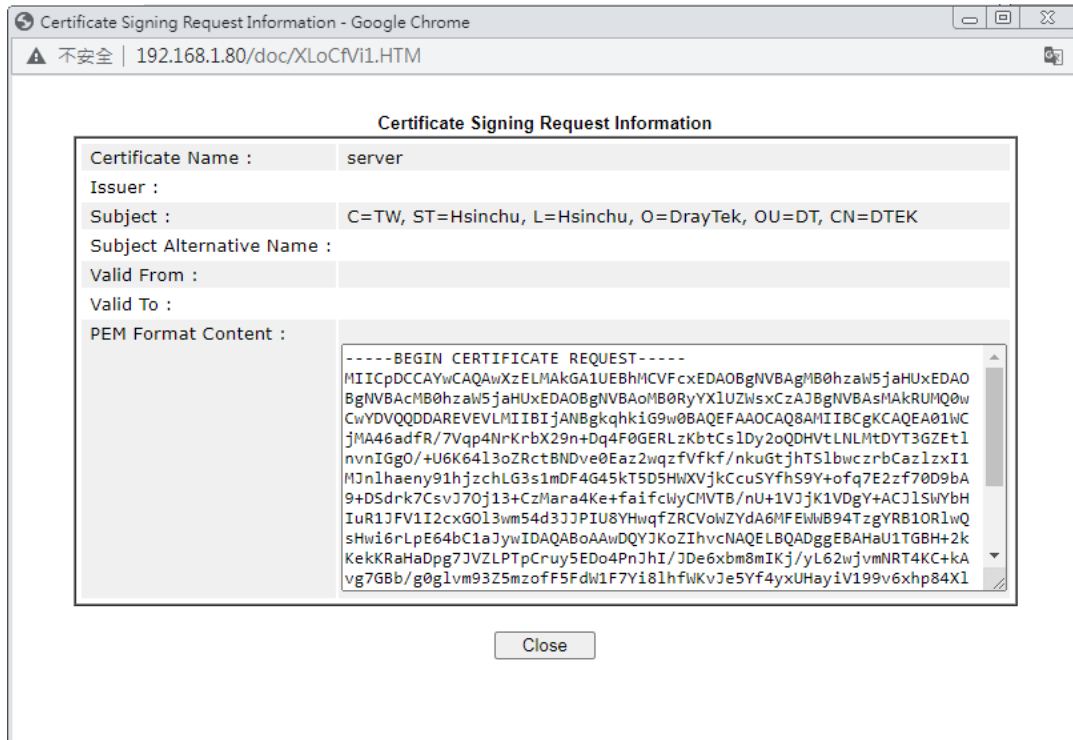 Certificate Signing Request Information - Google Chrome
不安全 | 192.168.1.80/doc/XLoCfVi1.HTM
Certificate Signing Request Information
Certificate Name : server
Issuer :
Subject : C=TW, ST=Hsinchu, L=Hsinchu, O=DrayTek, OU=DT, CN=DTEK
Subject Alternative Name :
Valid From :
Valid To :
PEM Format Content :
-----BEGIN CERTIFICATE REQUEST-----
MIICpDCCAYwCAQAwXzELMAkGA1UEBhMCVFcxEDAOBgNVBAgMB0hzaW5jaHUxEDAO
BgNVBAcMB0hzaW5jaHUxEDAOBgNVBAoMB0RyYXlUZWsxCzAJBgNVBAsMAkRUMQ0w
CwYDVQQDDAREVEVLMIIBIjANBgkqhkiG9w0BAQEFAAOCAQ8AMIIBCgKCAQEA01WC
jMA46adfR/7Vqp4NrKrbX29n+Dq4F0GERLzKbtCslDy2oQDHVtLNLMtDYT3GZEtl
nvnIGgO/+U6K64l3oZRctBNDve0Eaz2wqzfVfkf/nkuGtjhTSlbwczrbCazlzxI1
MJnlhaeny91hjzchLG3s1mDF4G45kT5D5HWXVjkCcuSYfhS9Y+ofq7E2zf70D9bA
9+DSdrk7CsvJ7Oj13+CzMara4Ke+faifcWyCMVTB/nU+1VJjK1VDgY+ACJlSWYbH
IuR1JFV1I2cxGOl3wm54d3JJPIU8YHwqfZRCVoWZYdA6MFEWWB94TzgYRB1ORlwQ
sHwi6rLpE64bC1aJywIDAQABoAAwDQYJKoZIhvcNAQELBQADggEBAHaU1TGBH+2k
KekKRaHaDpg7JVZLPTpCruy5EDo4PnJhI/JDe6xbm8mIKj/yL62wjvmNRT4KC+kA
vg7GBb/g0glvm93Z5mzofF5FdW1F7Yi8lhfWKvJe5Yf4yxUHayiV199v6xhp84Xl
Close